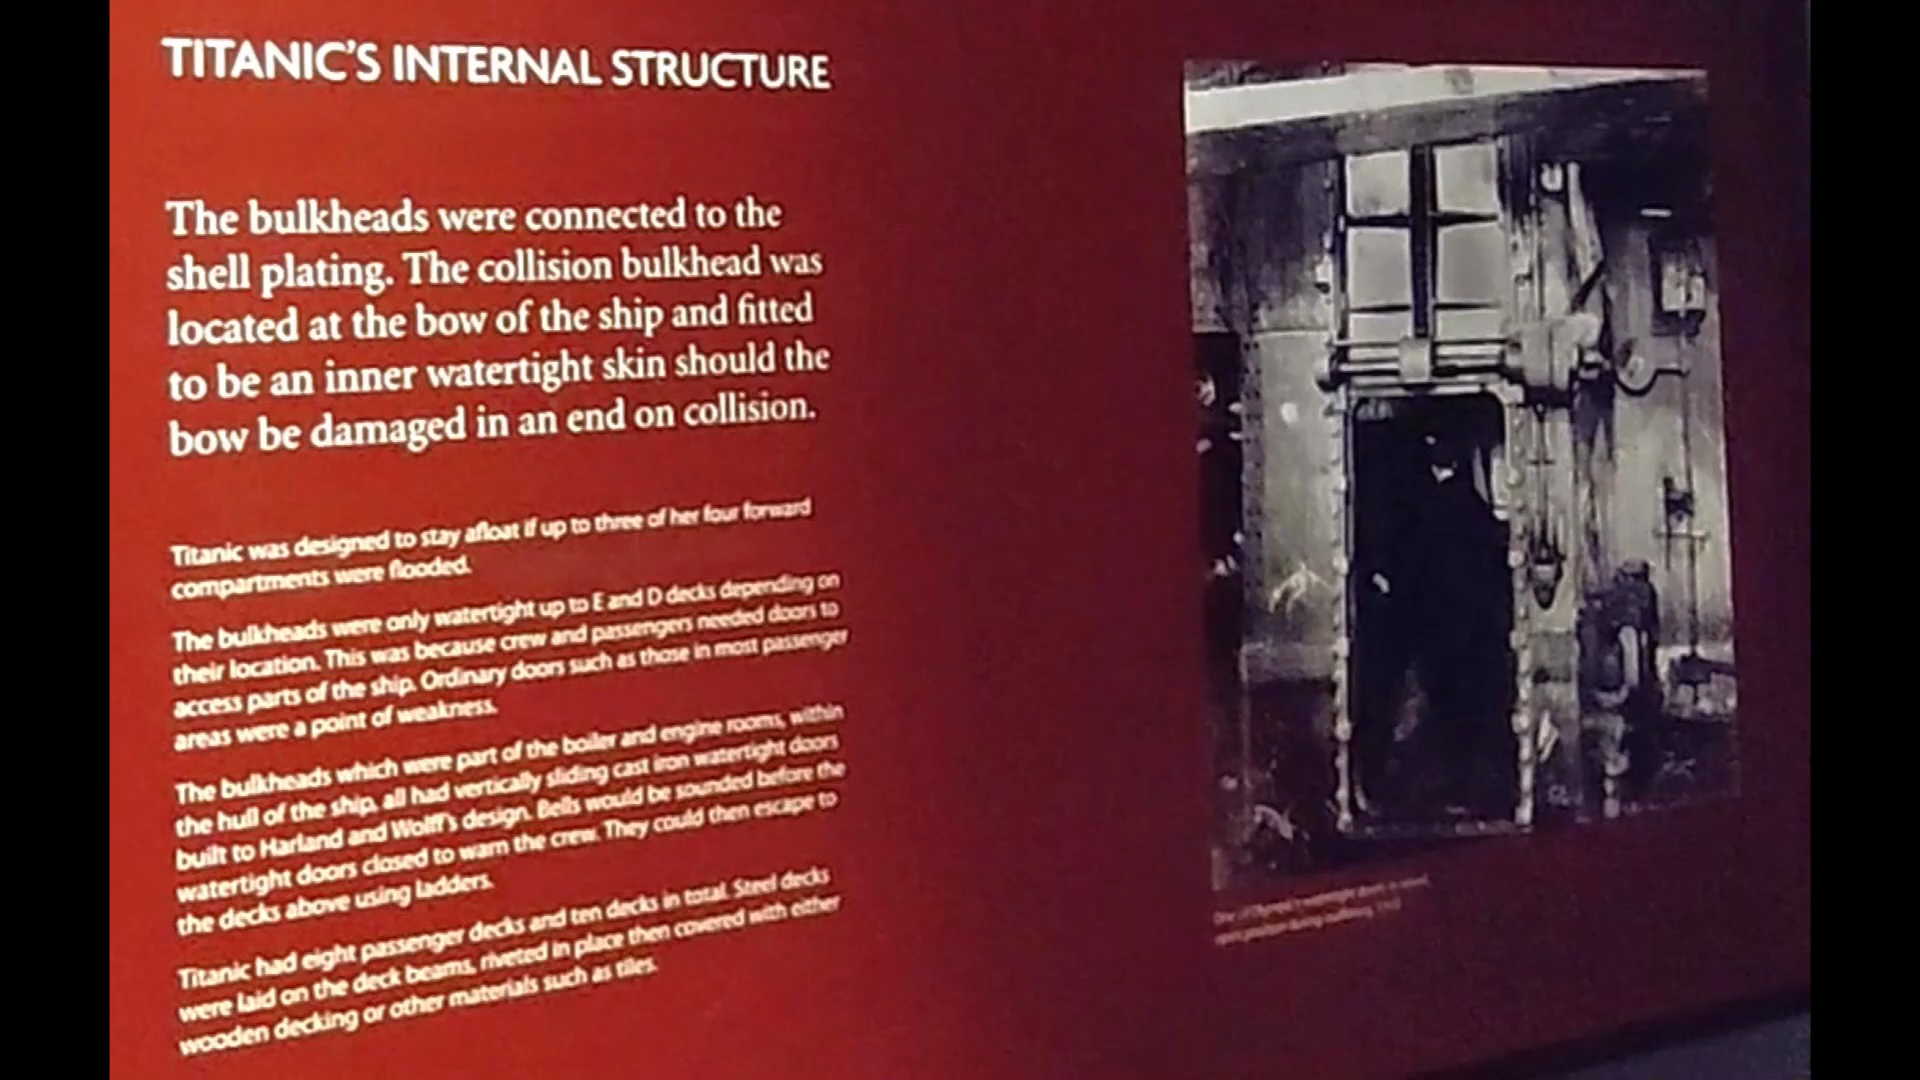 TITANIC'S INTERNAL STRUCTURE
The bulkheads were connected to the
shell plating. The collision bulkhead was
located at the bow of the ship and fitted
to be an inner watertight skin should the
bow be damaged in an end on collision.
Titanic was designed to stay afloat if up to three of her four forward
compartments were flooded.
The bulkheads were only watertight up to E and D decks depending on
their location. This was because crew and passengers needed doors to
access parts of the ship. Ordinary doors such as those in most passenger
areas were a point of weakness.
The bulkheads which were part of the boiler and engine rooms, within
the hull of the ship, all had vertically sliding cast iron watertight doors
built to Harland and Wolff's design. Bells would be sounded before the
watertight doors closed to warn the crew. They could then escape to
the decks above using ladders.
Titanic had eight passenger decks and ten decks in total. Steel decks
were laid on the deck beams, riveted in place then covered with either
wooden decking or other materials such as tiles.